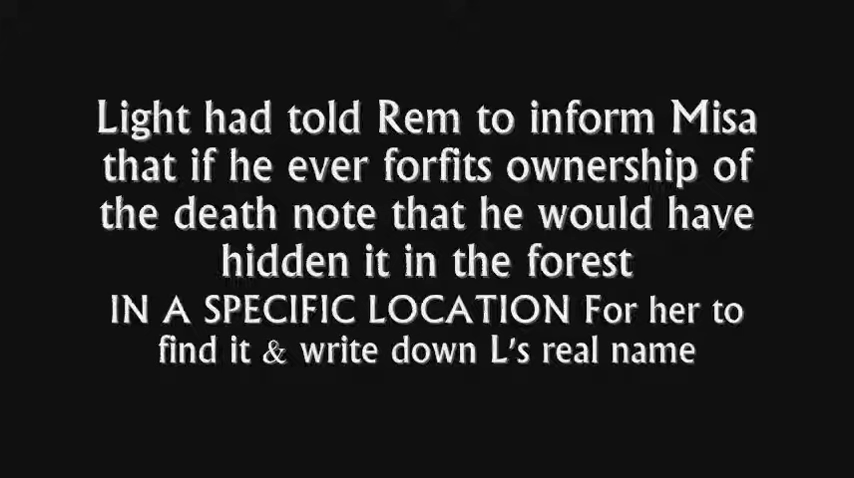 Light had told Rem to inform Misa
that if he ever forfits ownership of
the death note that he would have
hidden it in the forest
IN A SPECIFIC LOCATION For her to
find it & write down L's real name